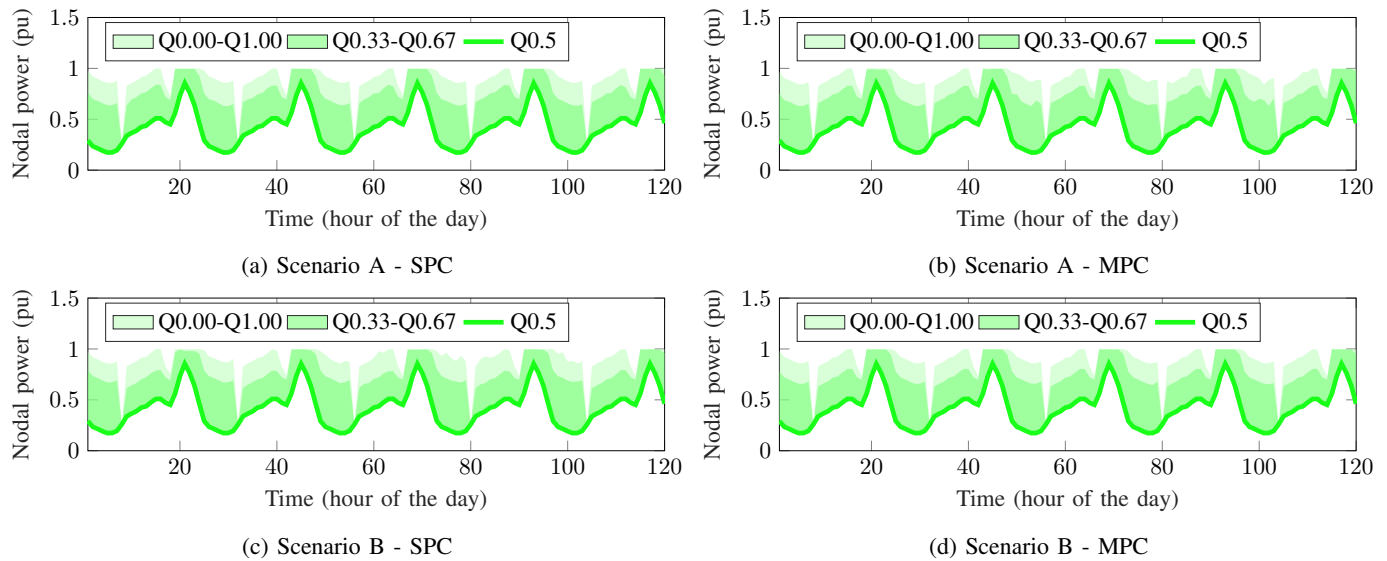 1.5
1
0.5
0
Nodal power (pu)
Q0.00-Q1.00 Q0.33-Q0.67 Q0.5
20 40 60 80 100 120
Time (hour of the day)
(a) Scenario A - SPC
1.5
1
0.5
0
Nodal power (pu)
Q0.00-Q1.00 Q0.33-Q0.67 Q0.5
20 40 60 80 100 120
Time (hour of the day)
(b) Scenario A - MPC
1.5
1
0.5
0
Nodal power (pu)
Q0.00-Q1.00 Q0.33-Q0.67 Q0.5
20 40 60 80 100 120
Time (hour of the day)
(c) Scenario B - SPC
1.5
1
0.5
0
Nodal power (pu)
Q0.00-Q1.00 Q0.33-Q0.67 Q0.5
20 40 60 80 100 120
Time (hour of the day)
(d) Scenario B - MPC